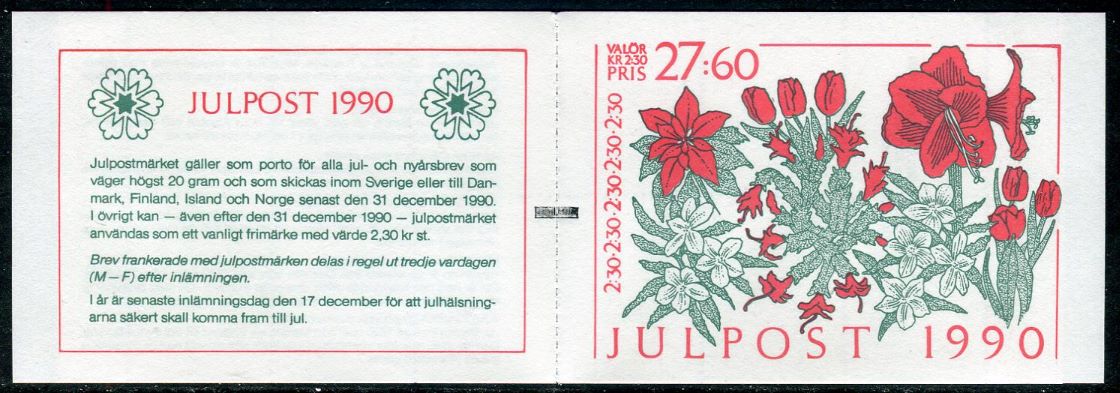 JULPOST 1990
Julpostmärket gäller som porto för alla jul- och nyårsbrev som
väger högst 20 gram och som skickas inom Sverige eller till Dan-
mark, Finland, Island och Norge senast den 31 december 1990.
I övrigt kan — även efter den 31 december 1990 — julpostmärket
användas som ett vanligt frimärke med värde 2,30 kr st.
Brev frankerade med julpostmärken delas i regel ut tredje vardagen
(M – F) efter inlämningen.
I år är senaste inlämningsdag den 17 december för att julhälsning-
arna säkert skall komma fram till jul.
VALÖR
KR 2:30
PRIS
27:60
2:30·2:30·2:30·2:30·2:30
JULPOST 1990